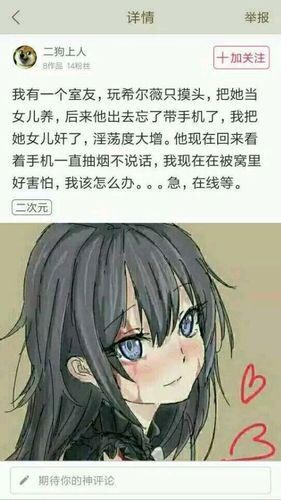 详情
举报
二狗上人
8作品 14粉丝
十加关注
我有一个室友，玩希尔薇只摸头，把她当
女儿养，后来他出去忘了带手机了，我把
她女儿奸了，淫荡度大增。他现在回来看
着手机一直抽烟不说话，我现在在被窝里
好害怕，我该怎么办。。。急，在线等。
二次元
期待你的神评论